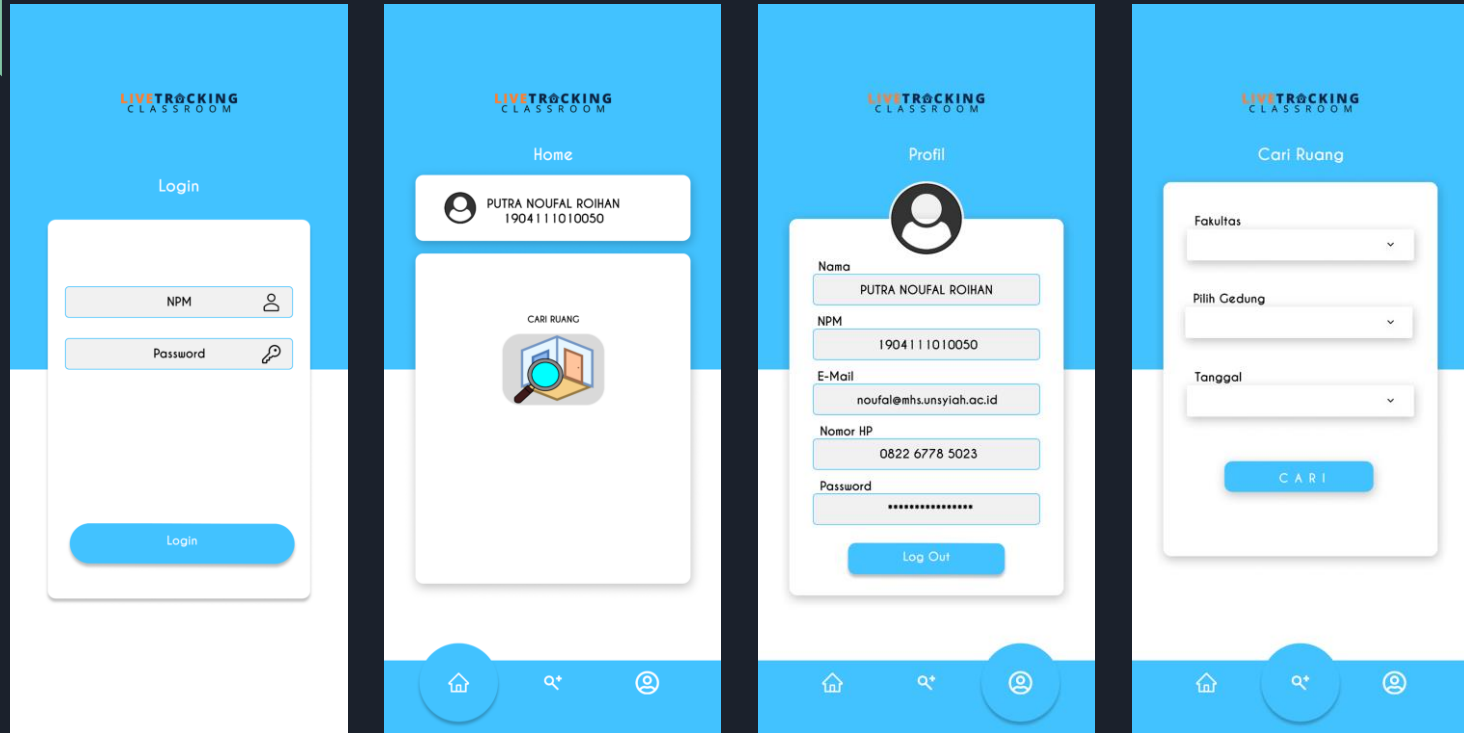 LIVETRACKING
CLASSROOM
Login
NPM
Password
Login
LIVETRACKING
CLASSROOM
Home
PUTRA NOUFAL ROIHAN
1904111010050
CARI RUANG
LIVETRACKING
CLASSROOM
Profil
Nama
PUTRA NOUFAL ROIHAN
NPM
1904111010050
E-Mail
noufal@mhs.unsyiah.ac.id
Nomor HP
0822 6778 5023
Password
••••••••••••••••
Log Out
LIVETRACKING
CLASSROOM
Cari Ruang
Fakultas
Pilih Gedung
Tanggal
CARI